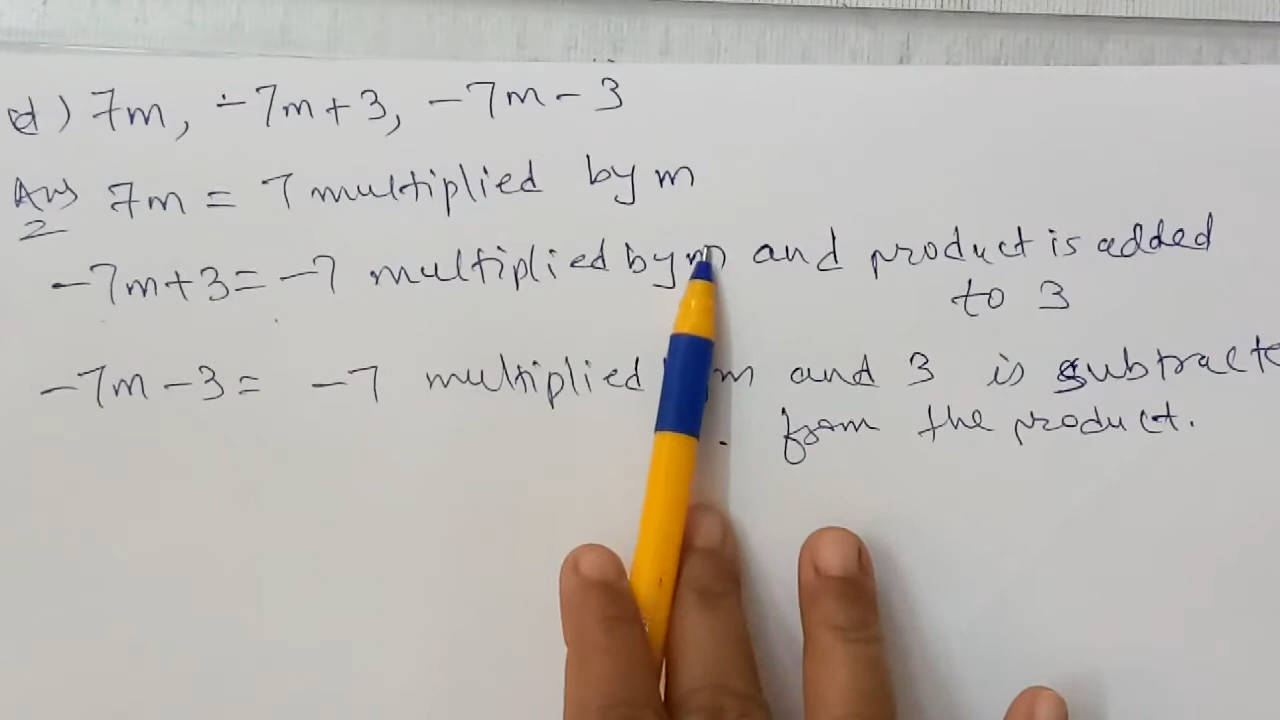 d) 7m, -7m+3, -7m-3
Ans 7m = 7 multiplied by m
2
-7m+3= -7 multiplied by m and product is added
to 3
-7m-3= -7 multiplied m and 3 is subtracte
from the product.